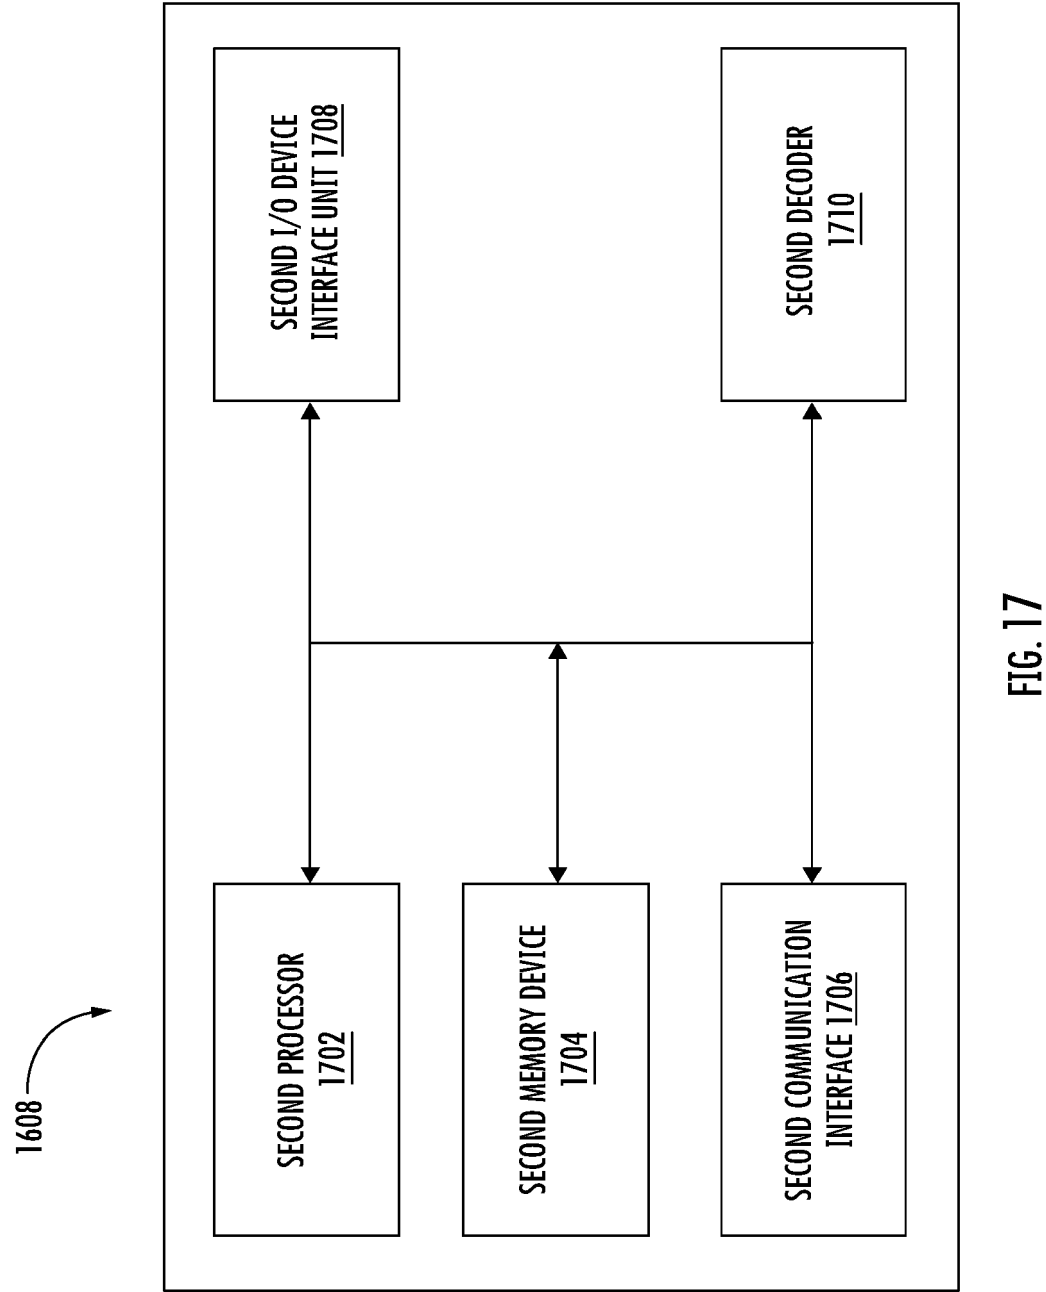 1608
SECOND PROCESSOR
1702
SECOND MEMORY DEVICE
1704
SECOND COMMUNICATION
INTERFACE 1706
SECOND I/O DEVICE
INTERFACE UNIT 1708
SECOND DECODER
1710
FIG. 17